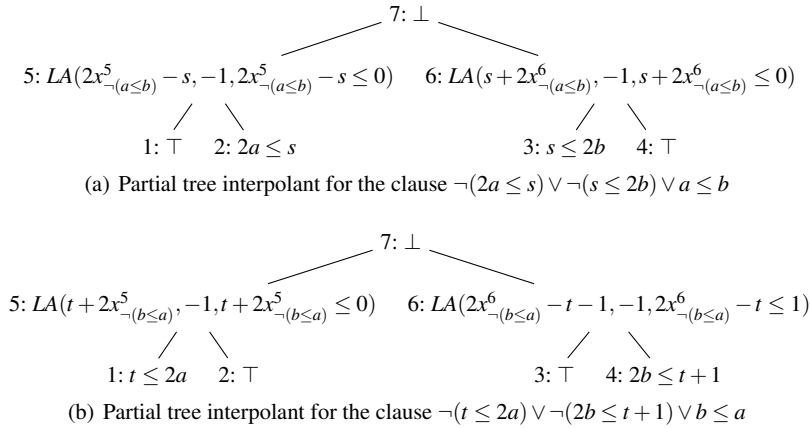 7: ⊥
5: LA(2x⁵_{¬(a≤b)} − s, −1, 2x⁵_{¬(a≤b)} − s ≤ 0) 6: LA(s + 2x⁶_{¬(a≤b)}, −1, s + 2x⁶_{¬(a≤b)} ≤ 0)
1: ⊤ 2: 2a ≤ s 3: s ≤ 2b 4: ⊤
(a) Partial tree interpolant for the clause ¬(2a ≤ s) ∨ ¬(s ≤ 2b) ∨ a ≤ b
7: ⊥
5: LA(t + 2x⁵_{¬(b≤a)}, −1, t + 2x⁵_{¬(b≤a)} ≤ 0) 6: LA(2x⁶_{¬(b≤a)} − t − 1, −1, 2x⁶_{¬(b≤a)} − t ≤ 1)
1: t ≤ 2a 2: ⊤ 3: ⊤ 4: 2b ≤ t + 1
(b) Partial tree interpolant for the clause ¬(t ≤ 2a) ∨ ¬(2b ≤ t + 1) ∨ b ≤ a